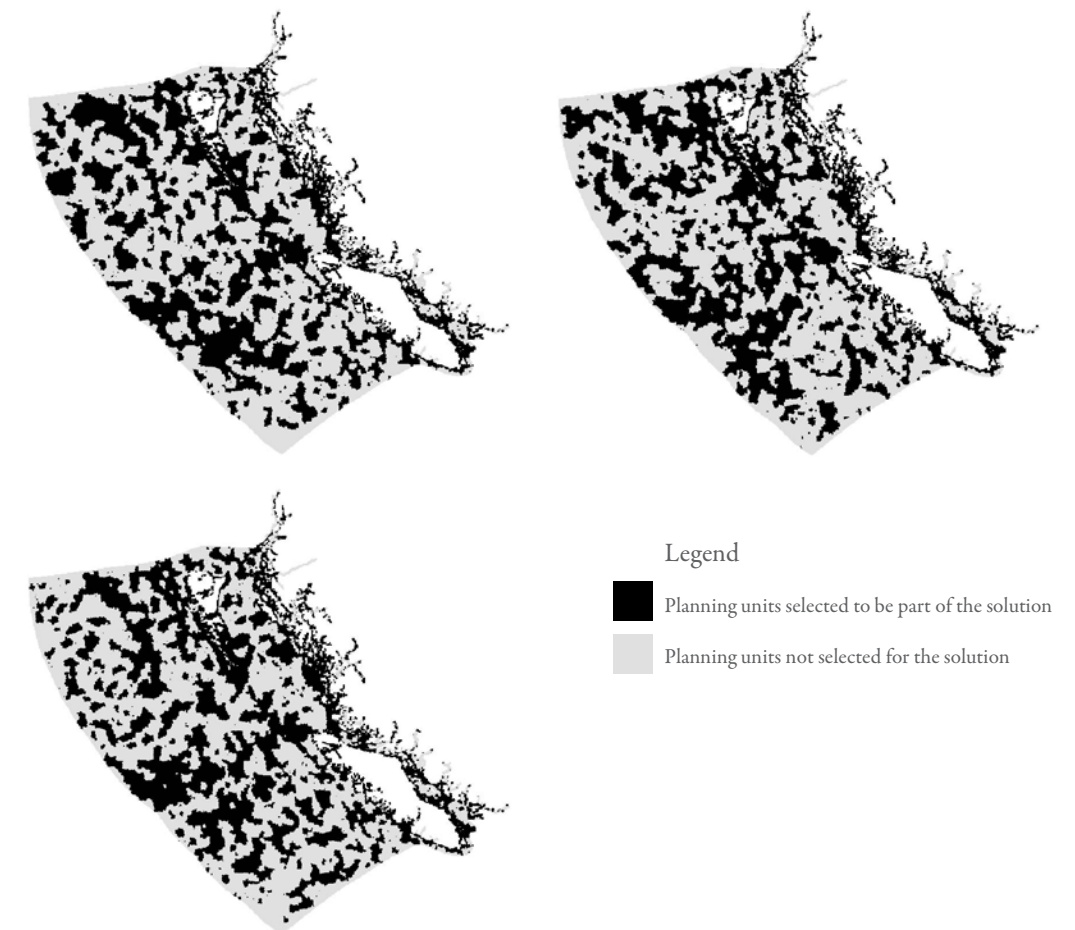 Legend
Planning units selected to be part of the solution
Planning units not selected for the solution